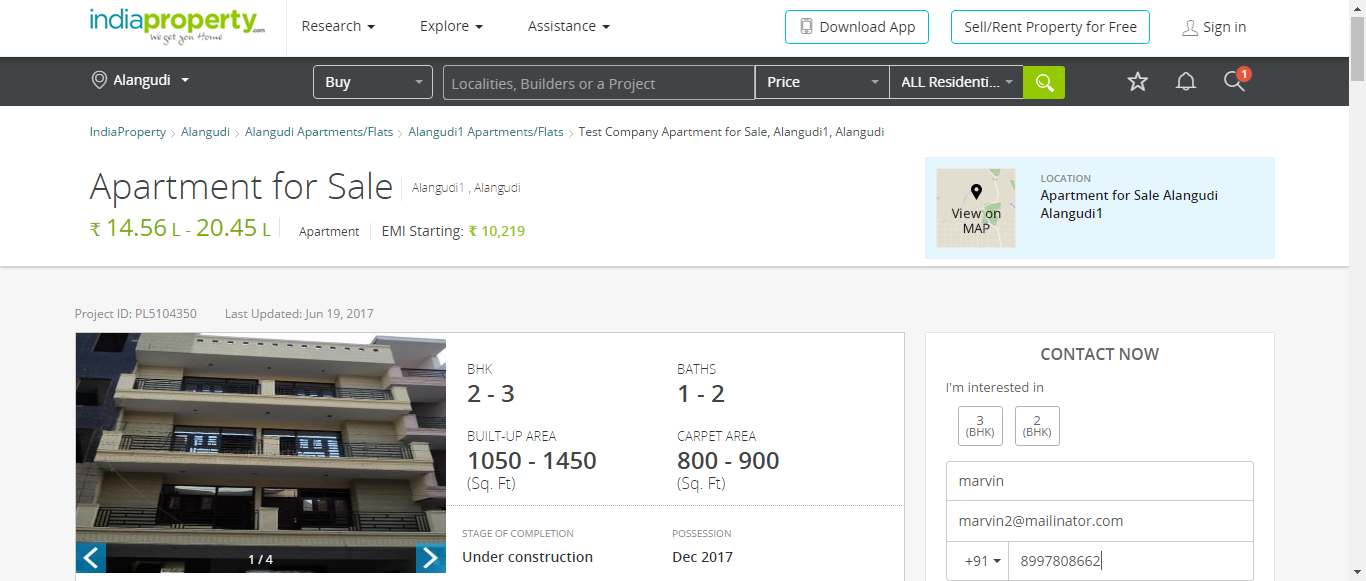 indiaproperty.com
We get you Home
Research
Explore
Assistance
Download App
Sell/Rent Property for Free
Sign in
Alangudi
Buy
Localities, Builders or a Project
Price
ALL Residenti...
1
IndiaProperty > Alangudi > Alangudi Apartments/Flats > Alangudi1 Apartments/Flats > Test Company Apartment for Sale, Alangudi1, Alangudi
Apartment for Sale
Alangudi1 , Alangudi
₹ 14.56 L - 20.45 L
Apartment
EMI Starting: ₹ 10,219
View on
MAP
LOCATION
Apartment for Sale Alangudi
Alangudi1
Project ID: PL5104350
Last Updated: Jun 19, 2017
1 / 4
BHK
2 - 3
BATHS
1 - 2
BUILT-UP AREA
1050 - 1450
(Sq. Ft)
CARPET AREA
800 - 900
(Sq. Ft)
STAGE OF COMPLETION
Under construction
POSSESSION
Dec 2017
CONTACT NOW
I'm interested in
3
(BHK)
2
(BHK)
marvin
marvin2@mailinator.com
+91
8997808662